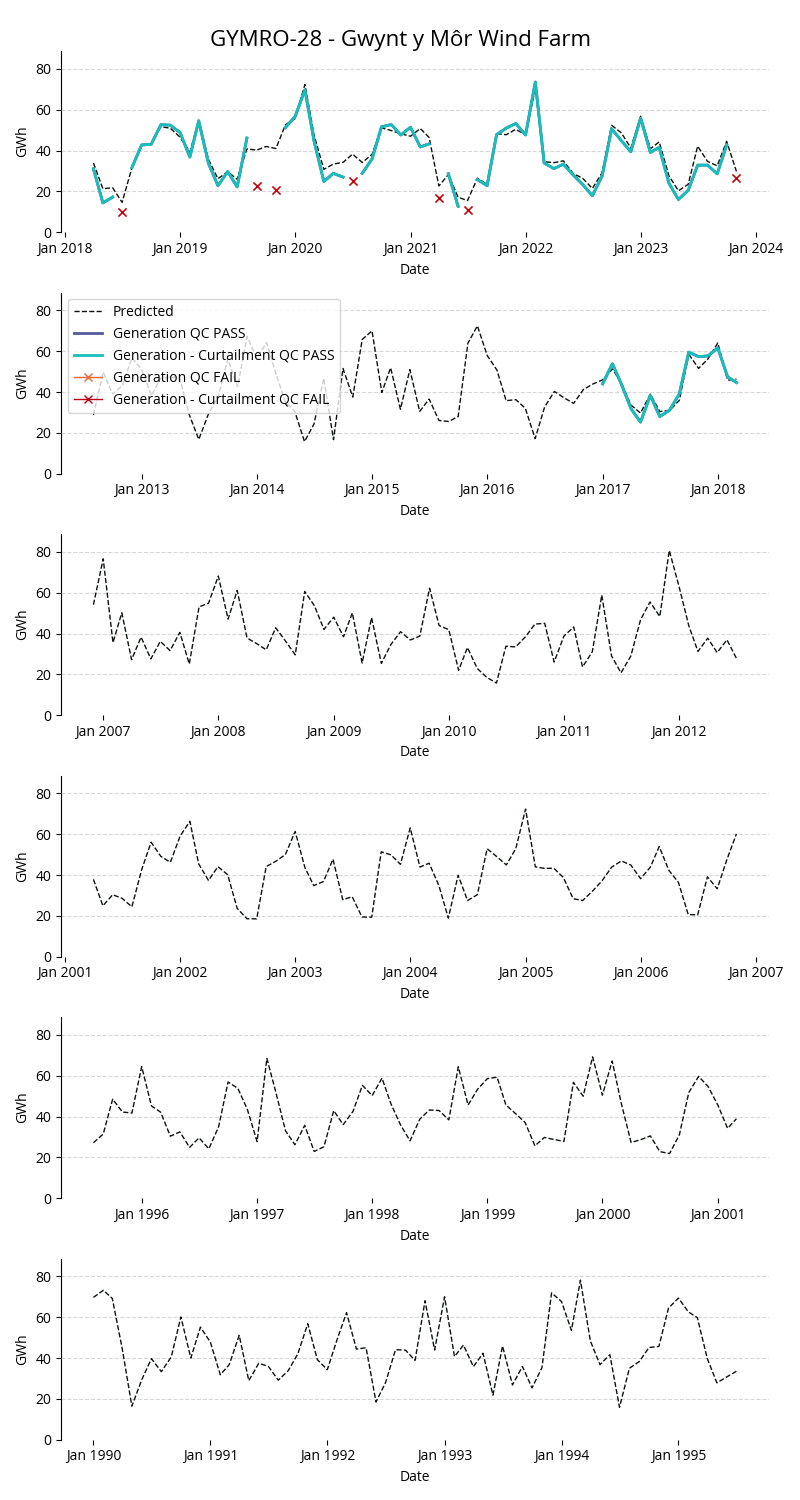 GYMRO-28 - Gwynt y Môr Wind Farm
80
60
40
20
0
GWh
Jan 2018
Jan 2019
Jan 2020
Jan 2021
Jan 2022
Jan 2023
Jan 2024
Date
80
60
40
20
0
GWh
Predicted
Generation QC PASS
Generation - Curtailment QC PASS
Generation QC FAIL
Generation - Curtailment QC FAIL
Jan 2013
Jan 2014
Jan 2015
Jan 2016
Jan 2017
Jan 2018
Date
80
60
40
20
0
GWh
Jan 2007
Jan 2008
Jan 2009
Jan 2010
Jan 2011
Jan 2012
Date
80
60
40
20
0
GWh
Jan 2001
Jan 2002
Jan 2003
Jan 2004
Jan 2005
Jan 2006
Jan 2007
Date
80
60
40
20
0
GWh
Jan 1996
Jan 1997
Jan 1998
Jan 1999
Jan 2000
Jan 2001
Date
80
60
40
20
0
GWh
Jan 1990
Jan 1991
Jan 1992
Jan 1993
Jan 1994
Jan 1995
Date